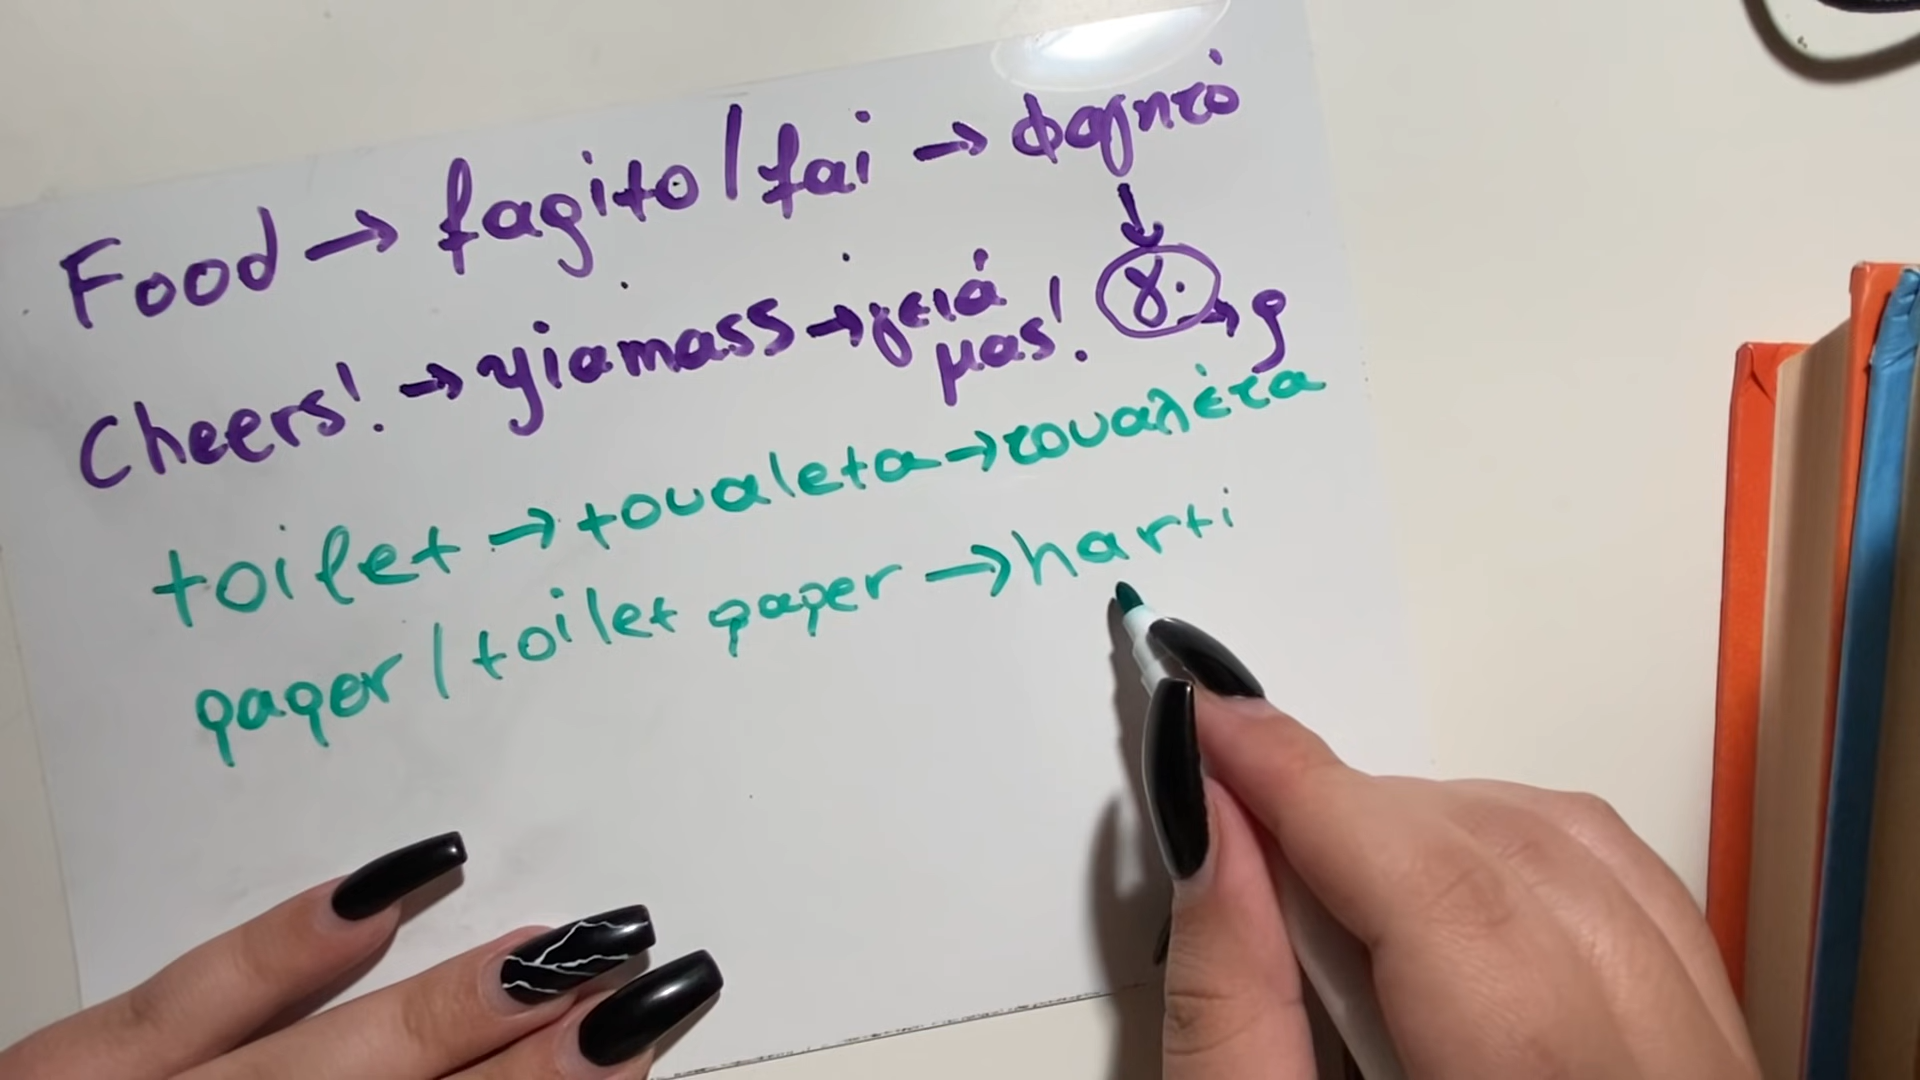 Food → fagito/fai → φαγητό
↓
Cheers! → yiamass → γειά μας! γ. → g
toilet → toualeta → τουαλέτα
paper/toilet paper → harti